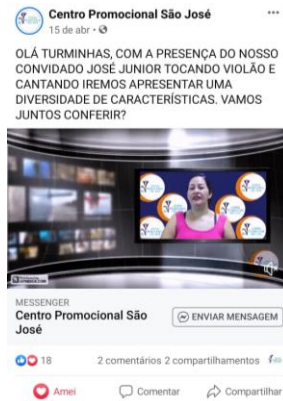 Centro Promocional São José
15 de abr •
OLÁ TURMINHAS, COM A PRESENÇA DO NOSSO
CONVIDADO JOSÉ JUNIOR TOCANDO VIOLÃO E
CANTANDO IREMOS APRESENTAR UMA
DIVERSIDADE DE CARACTERÍSTICAS. VAMOS
JUNTOS CONFERIR?
MESSENGER
Centro Promocional São
José
ENVIAR MENSAGEM
18
2 comentários 2 compartilhamentos
Amei
Comentar
Compartilhar